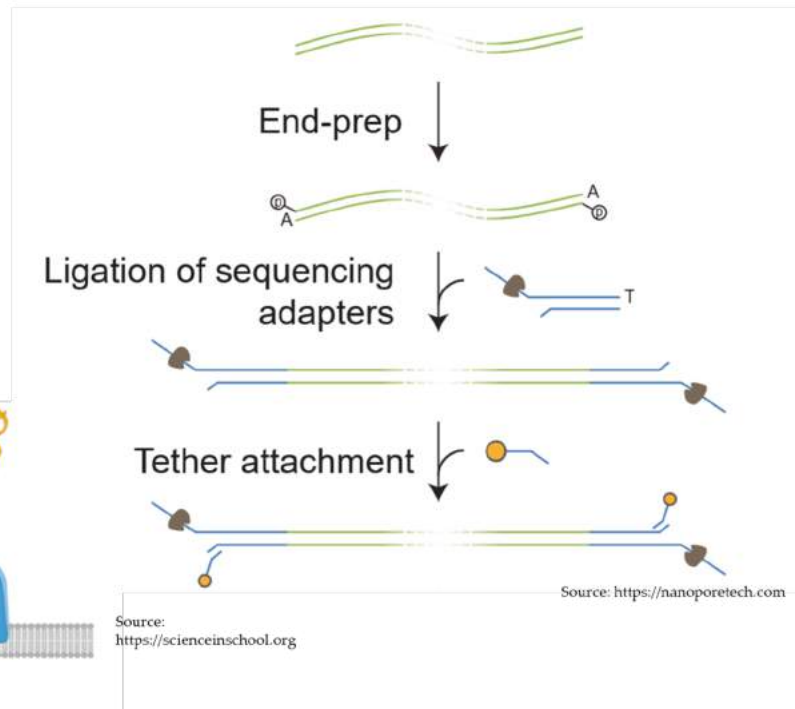 End-prep
A
p
A
p
Ligation of sequencing
adapters
T
Tether attachment
Source: https://nanoporetech.com
Source:
https://scienceinschool.org